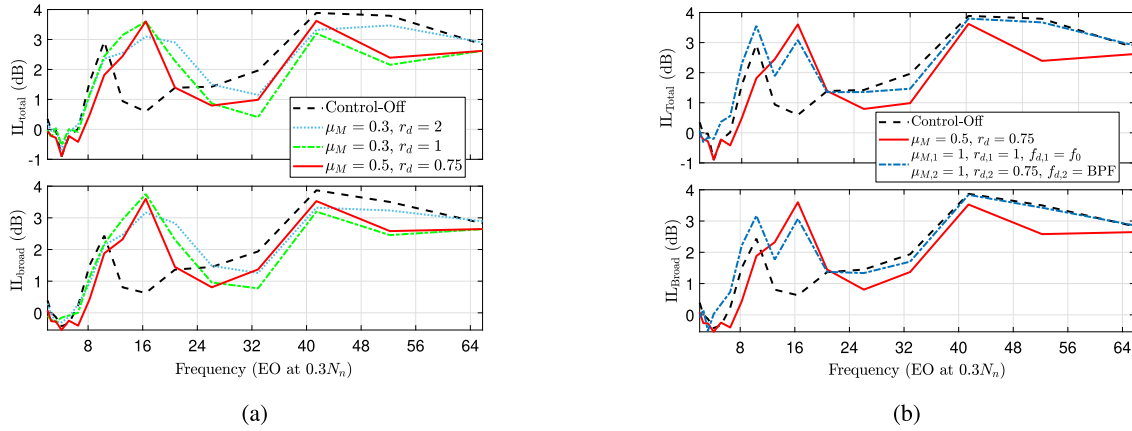 4
3
2
1
0
-1
IL_total (dB)
Control-Off
μ_M = 0.3, r_d = 2
μ_M = 0.3, r_d = 1
μ_M = 0.5, r_d = 0.75
4
3
2
1
0
IL_broad (dB)
8 16 24 32 40 48 56 64
Frequency (EO at 0.3N_n)
(a)
4
3
2
1
0
-1
IL_Total (dB)
Control-Off
μ_M = 0.5, r_d = 0.75
μ_M,1 = 1, r_d,1 = 1, f_d,1 = f_0
μ_M,2 = 1, r_d,2 = 0.75, f_d,2 = BPF
4
3
2
1
0
IL_Broad (dB)
8 16 24 32 40 48 56 64
Frequency (EO at 0.3N_n)
(b)